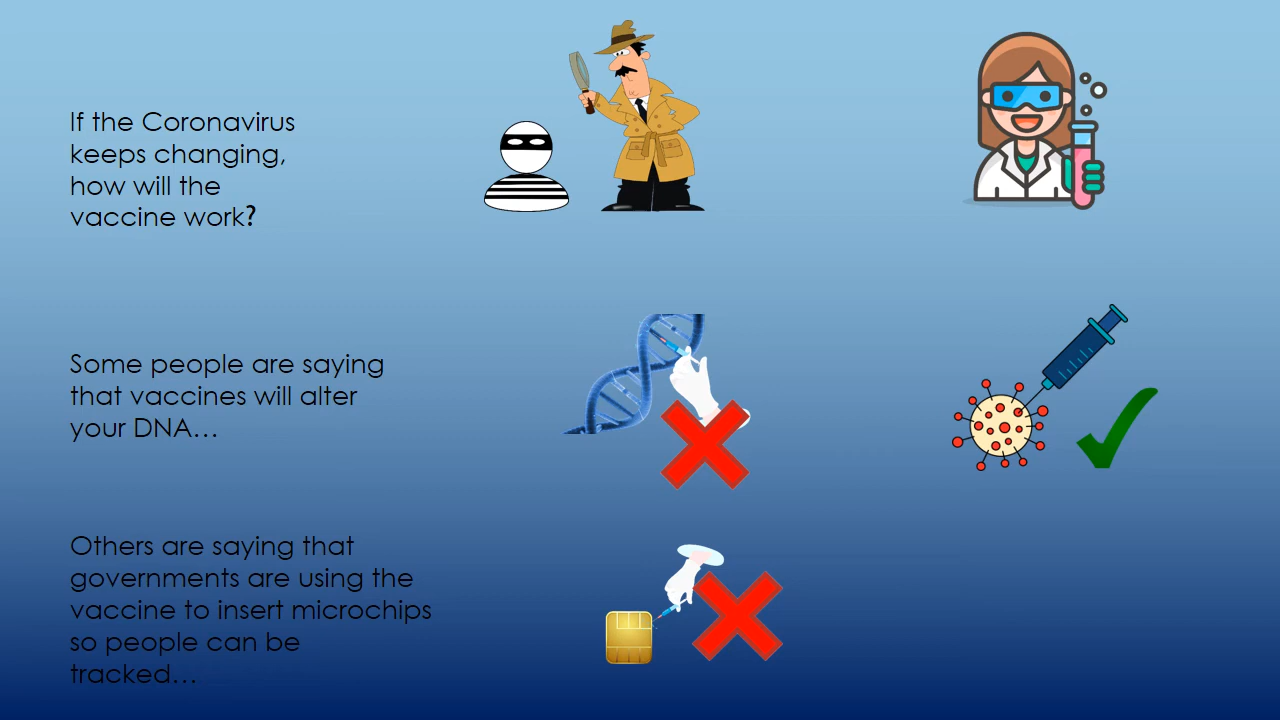 If the Coronavirus
keeps changing,
how will the
vaccine work?
Some people are saying
that vaccines will alter
your DNA…
Others are saying that
governments are using the
vaccine to insert microchips
so people can be
tracked…